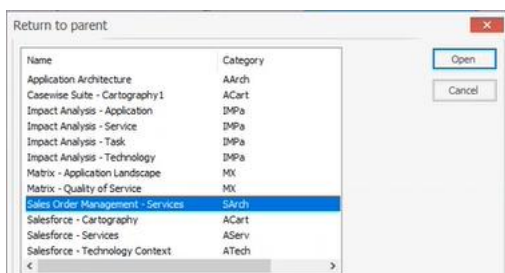 Return to parent
Name Category
Application Architecture AArch
Casewise Suite - Cartography1 ACart
Impact Analysis - Application IMPa
Impact Analysis - Service IMPa
Impact Analysis - Task IMPa
Impact Analysis - Technology IMPa
Matrix - Application Landscape MX
Matrix - Quality of Service MX
Sales Order Management - Services SArch
Salesforce - Cartography ACart
Salesforce - Services AServ
Salesforce - Technology Context ATech
Open
Cancel